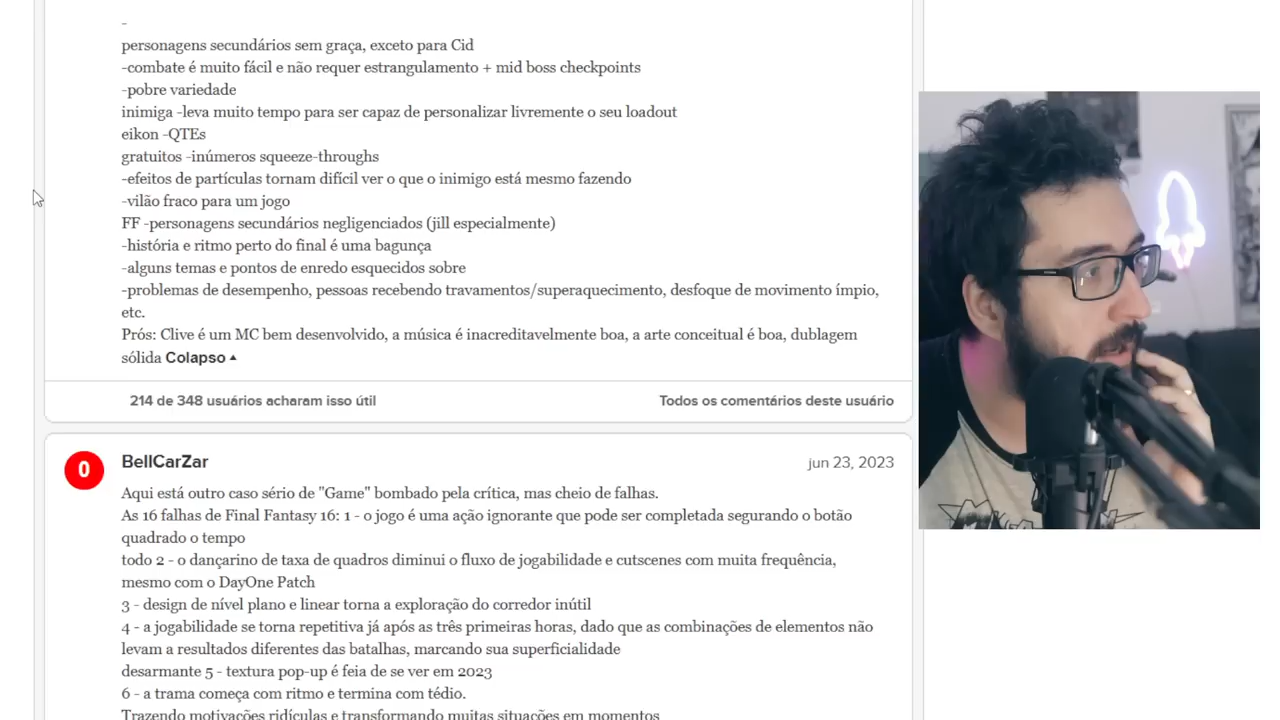 -
personagens secundários sem graça, exceto para Cid
-combate é muito fácil e não requer estrangulamento + mid boss checkpoints
-pobre variedade
inimiga -leva muito tempo para ser capaz de personalizar livremente o seu loadout
eikon -QTEs
gratuitos -inúmeros squeeze-throughs
-efeitos de partículas tornam difícil ver o que o inimigo está mesmo fazendo
-vilão fraco para um jogo
FF -personagens secundários negligenciados (jill especialmente)
-história e ritmo perto do final é uma bagunça
-alguns temas e pontos de enredo esquecidos sobre
-problemas de desempenho, pessoas recebendo travamentos/superaquecimento, desfoque de movimento ímpio,
etc.
Prós: Clive é um MC bem desenvolvido, a música é inacreditavelmente boa, a arte conceitual é boa, dublagem
sólida Colapso ▴
214 de 348 usuários acharam isso útil
Todos os comentários deste usuário
0
BellCarZar
jun 23, 2023
Aqui está outro caso sério de "Game" bombado pela crítica, mas cheio de falhas.
As 16 falhas de Final Fantasy 16: 1 - o jogo é uma ação ignorante que pode ser completada segurando o botão
quadrado o tempo
todo 2 - o dançarino de taxa de quadros diminui o fluxo de jogabilidade e cutscenes com muita frequência,
mesmo com o DayOne Patch
3 - design de nível plano e linear torna a exploração do corredor inútil
4 - a jogabilidade se torna repetitiva já após as três primeiras horas, dado que as combinações de elementos não
levam a resultados diferentes das batalhas, marcando sua superficialidade
desarmante 5 - textura pop-up é feia de se ver em 2023
6 - a trama começa com ritmo e termina com tédio.
Trazendo motivações ridículas e transformando muitas situações em momentos